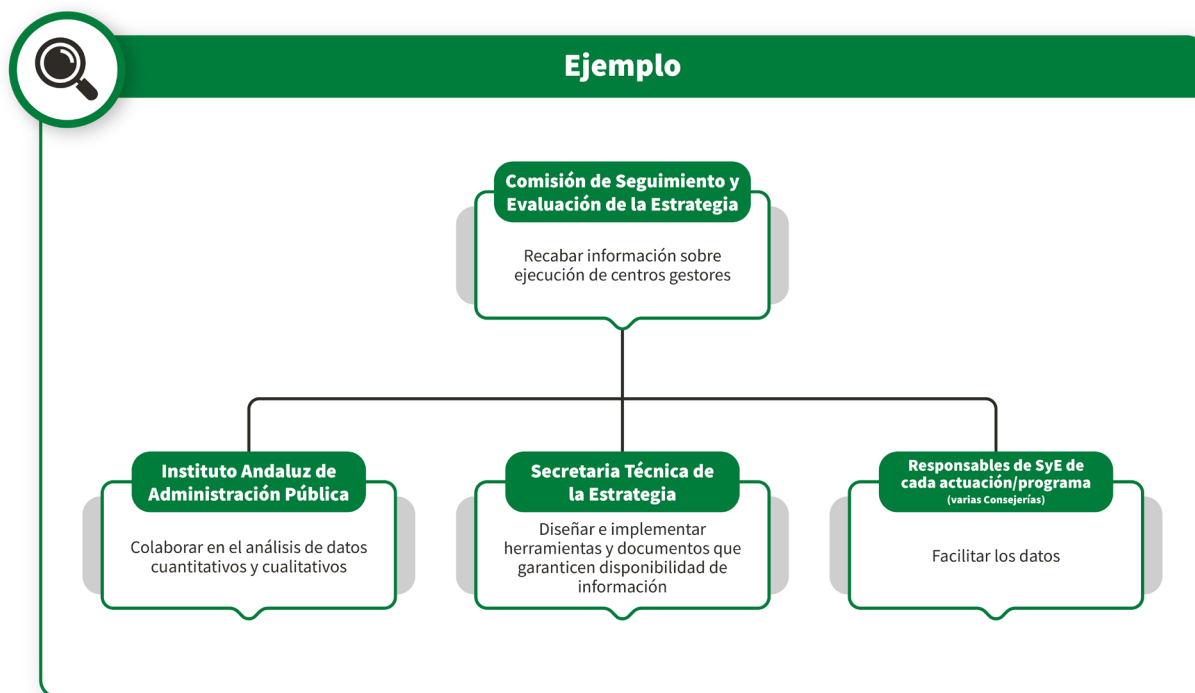 Ejemplo
Comisión de Seguimiento y
Evaluación de la Estrategia
Recabar información sobre
ejecución de centros gestores
Instituto Andaluz de
Administración Pública
Colaborar en el análisis de datos
cuantitativos y cualitativos
Secretaria Técnica de
la Estrategia
Diseñar e implementar
herramientas y documentos que
garanticen disponibilidad de
información
Responsables de SyE de
cada actuación/programa
(varias Consejerías)
Facilitar los datos